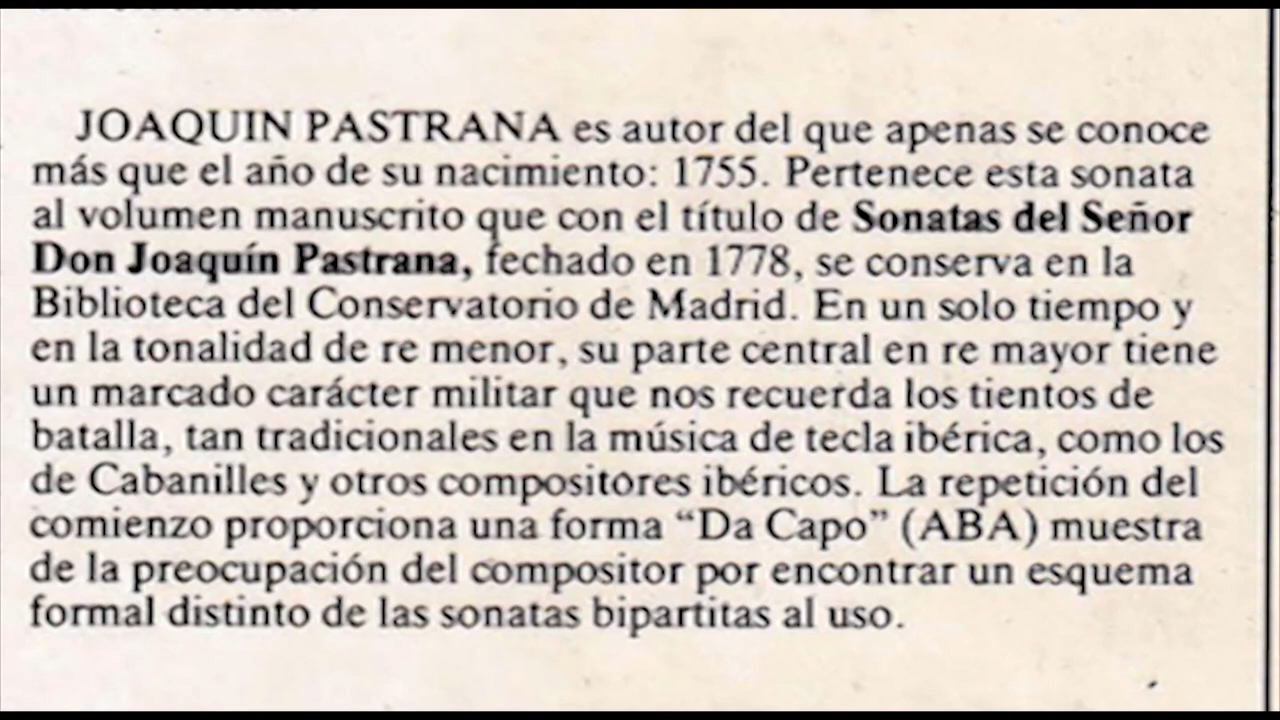 JOAQUIN PASTRANA es autor del que apenas se conoce
más que el año de su nacimiento: 1755. Pertenece esta sonata
al volumen manuscrito que con el título de Sonatas del Señor
Don Joaquín Pastrana, fechado en 1778, se conserva en la
Biblioteca del Conservatorio de Madrid. En un solo tiempo y
en la tonalidad de re menor, su parte central en re mayor tiene
un marcado carácter militar que nos recuerda los tientos de
batalla, tan tradicionales en la música de tecla ibérica, como los
de Cabanilles y otros compositores ibéricos. La repetición del
comienzo proporciona una forma “Da Capo” (ABA) muestra
de la preocupación del compositor por encontrar un esquema
formal distinto de las sonatas bipartitas al uso.